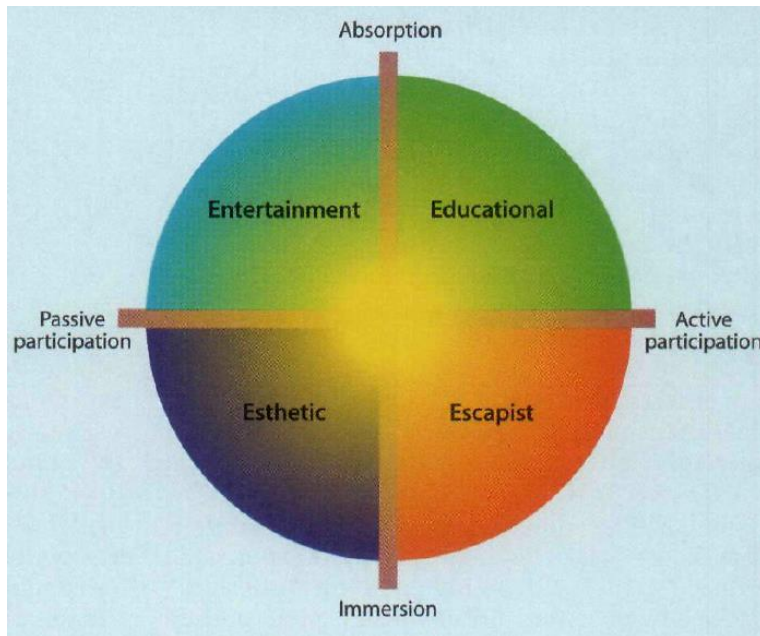 Absorption
Entertainment
Educational
Passive
participation
Active
participation
Esthetic
Escapist
Immersion